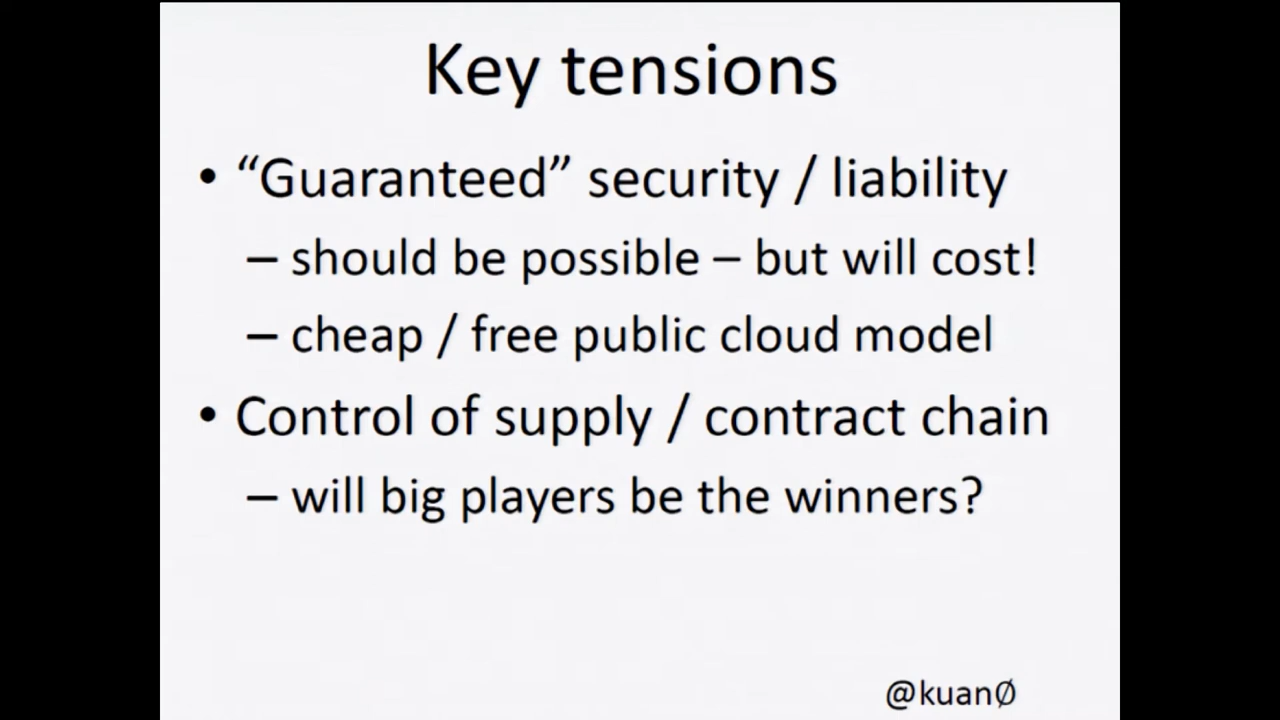 Key tensions
• “Guaranteed” security / liability
– should be possible – but will cost!
– cheap / free public cloud model
• Control of supply / contract chain
– will big players be the winners?
@kuanØ